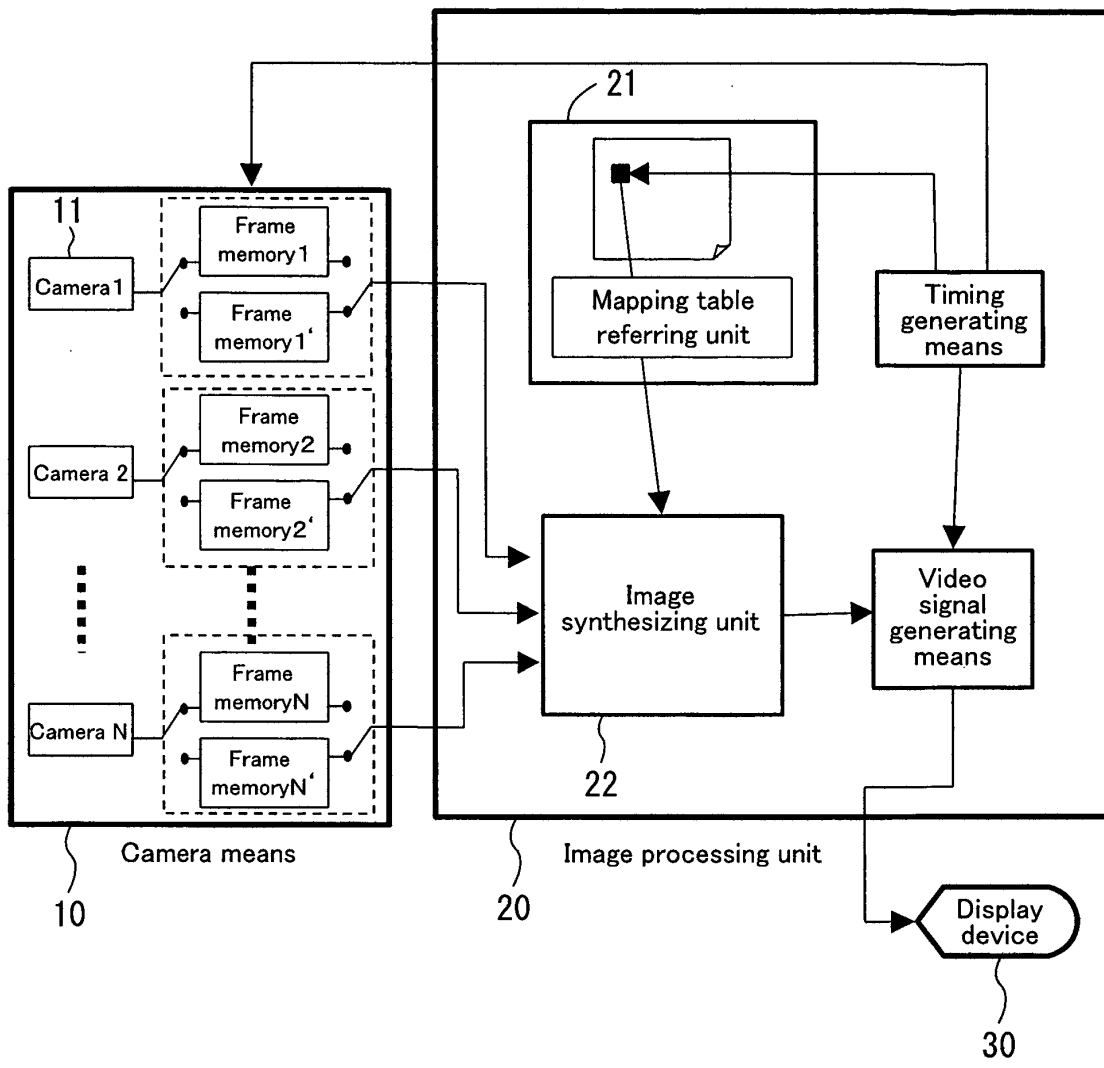 21
11
Frame
memory1
Camera1
Frame
memory1‘
Mapping table
referring unit
Timing
generating
means
Frame
memory2
Camera 2
Frame
memory2‘
Image
synthesizing unit
Video
signal
generating
means
Frame
memoryN
Camera N
Frame
memoryN‘
22
Camera means
Image processing unit
10
20
Display
device
30